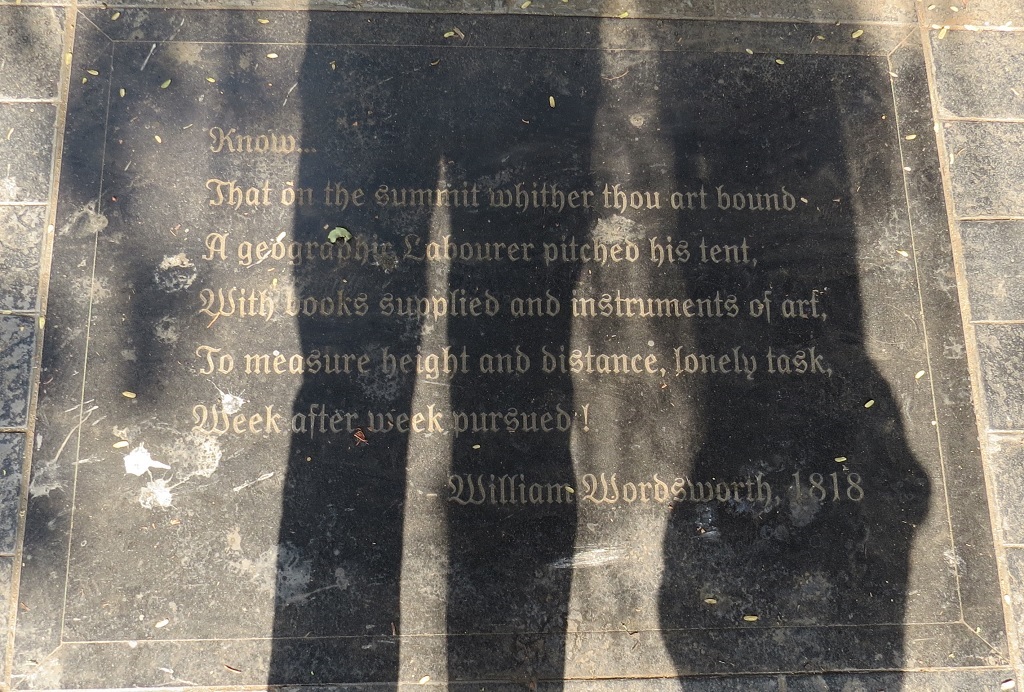 Know...
That on the summit whither thou art bound
A geographic Labourer pitched his tent,
With books supplied and instruments of art,
To measure height and distance, lonely task,
Week after week pursued !
William Wordsworth, 1818